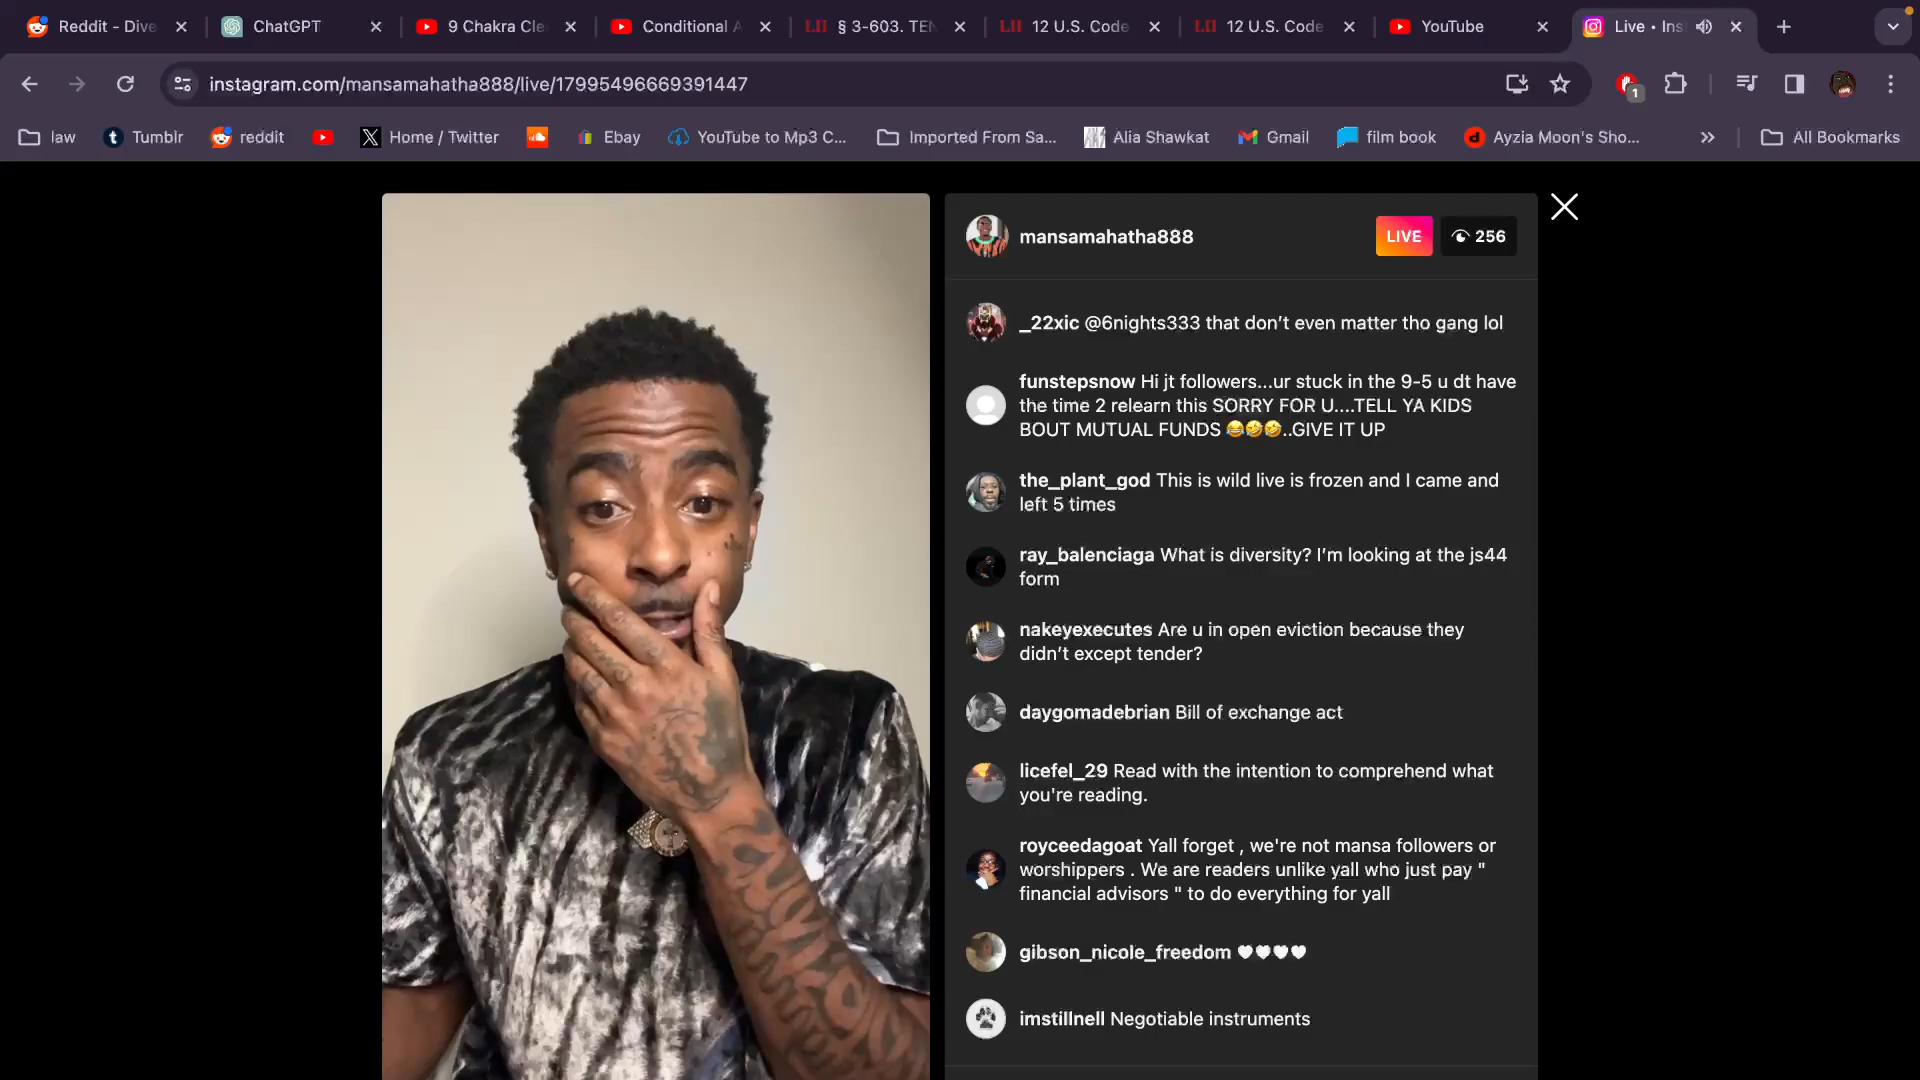 Reddit - Dive
ChatGPT
9 Chakra Cle
Conditional A
LII § 3-603. TEN
LII 12 U.S. Code
LII 12 U.S. Code
YouTube
Live • Ins
instagram.com/mansamahatha888/live/17995496669391447
1
law
Tumblr
reddit
Home / Twitter
Ebay
YouTube to Mp3 C...
Imported From Sa...
Alia Shawkat
Gmail
film book
Ayzia Moon's Sho...
All Bookmarks
mansamahatha888
LIVE
256
_22xic @6nights333 that don’t even matter tho gang lol
funstepsnow Hi jt followers...ur stuck in the 9-5 u dt have
the time 2 relearn this SORRY FOR U....TELL YA KIDS
BOUT MUTUAL FUNDS 😂🤣🤣..GIVE IT UP
the_plant_god This is wild live is frozen and I came and
left 5 times
ray_balenciaga What is diversity? I’m looking at the js44
form
nakeyexecutes Are u in open eviction because they
didn’t except tender?
daygomadebrian Bill of exchange act
licefel_29 Read with the intention to comprehend what
you're reading.
royceedagoat Yall forget , we're not mansa followers or
worshippers . We are readers unlike yall who just pay "
financial advisors " to do everything for yall
gibson_nicole_freedom 🤍🤍🤍🤍
imstillnell Negotiable instruments